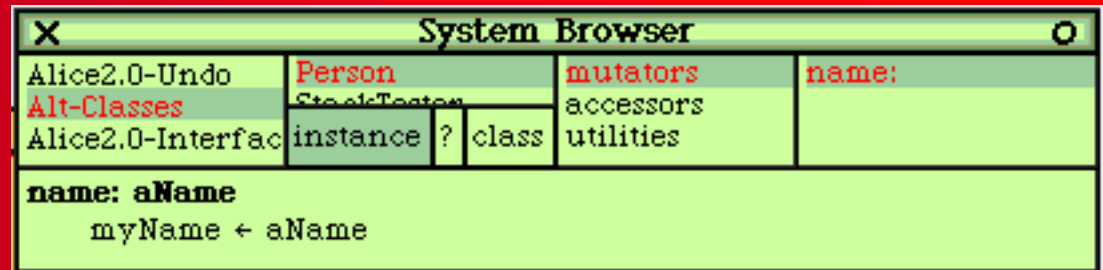 System Browser
Alice2.0-Undo
Alt-Classes
Alice2.0-Interfac
Person
StackTester
instance ? class
mutators
accessors
utilities
name:
name: aName
myName ← aName